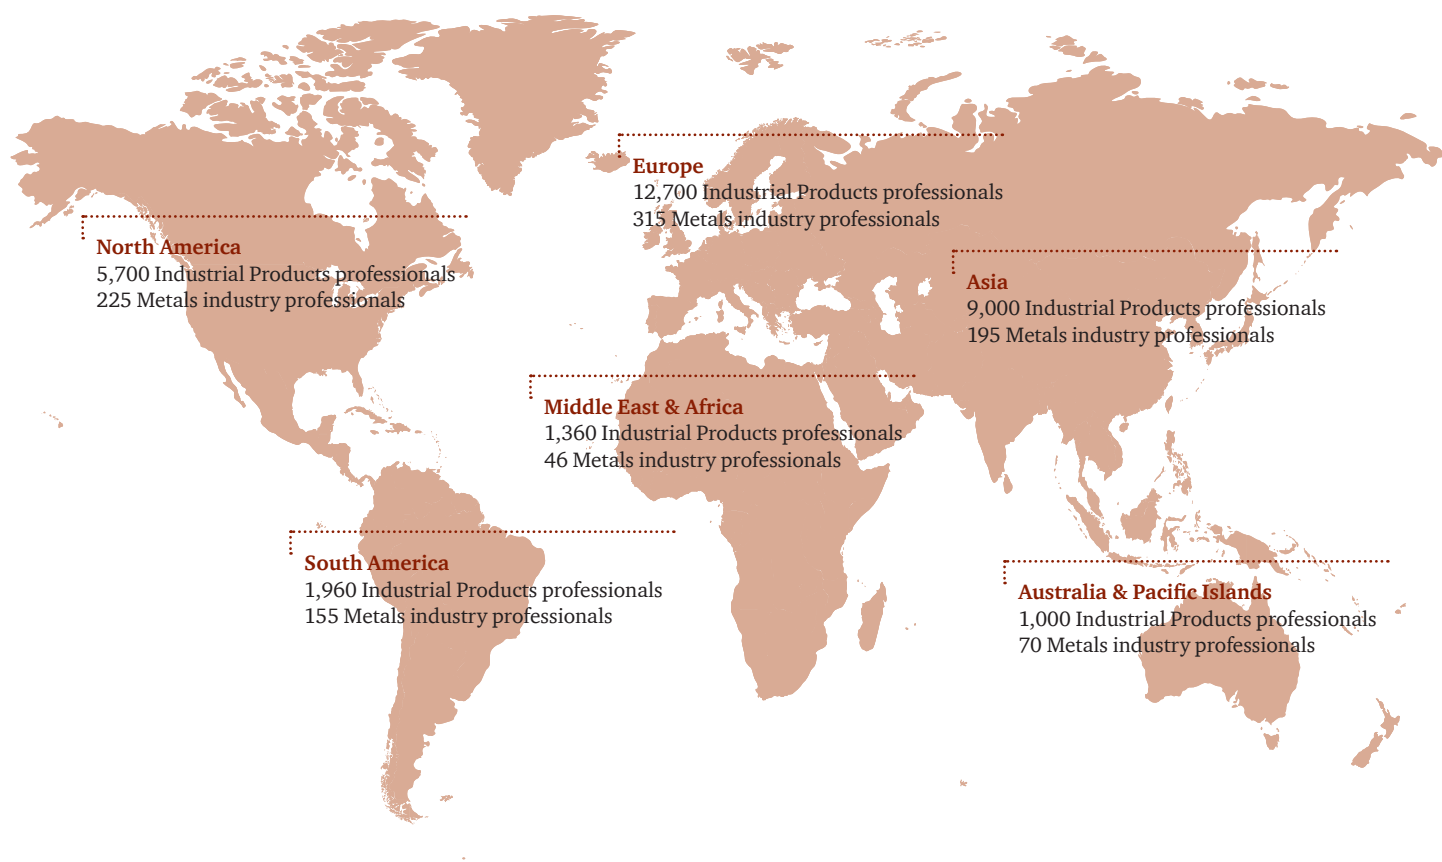 Europe
12,700 Industrial Products professionals
315 Metals industry professionals
North America
5,700 Industrial Products professionals
225 Metals industry professionals
Asia
9,000 Industrial Products professionals
195 Metals industry professionals
Middle East & Africa
1,360 Industrial Products professionals
46 Metals industry professionals
South America
1,960 Industrial Products professionals
155 Metals industry professionals
Australia & Pacific Islands
1,000 Industrial Products professionals
70 Metals industry professionals